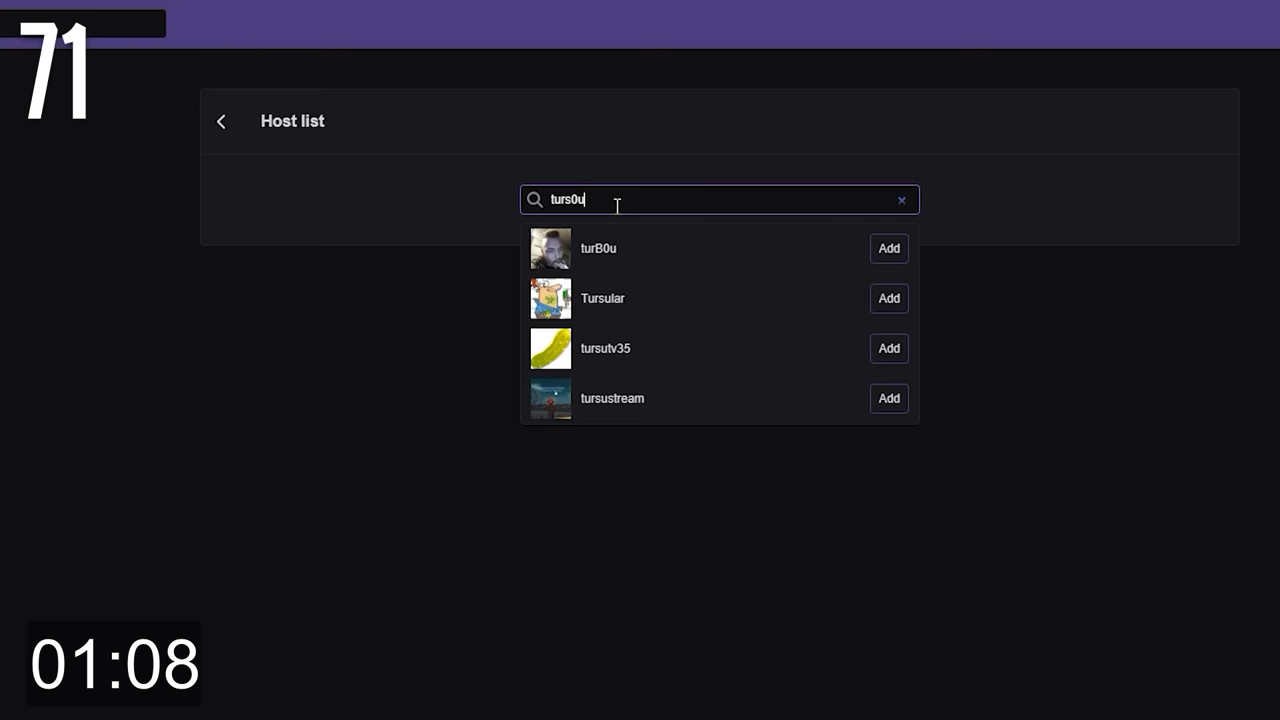 71
Host list
turs0u
turB0u
Add
Tursular
Add
tursutv35
Add
tursustream
Add
01:08